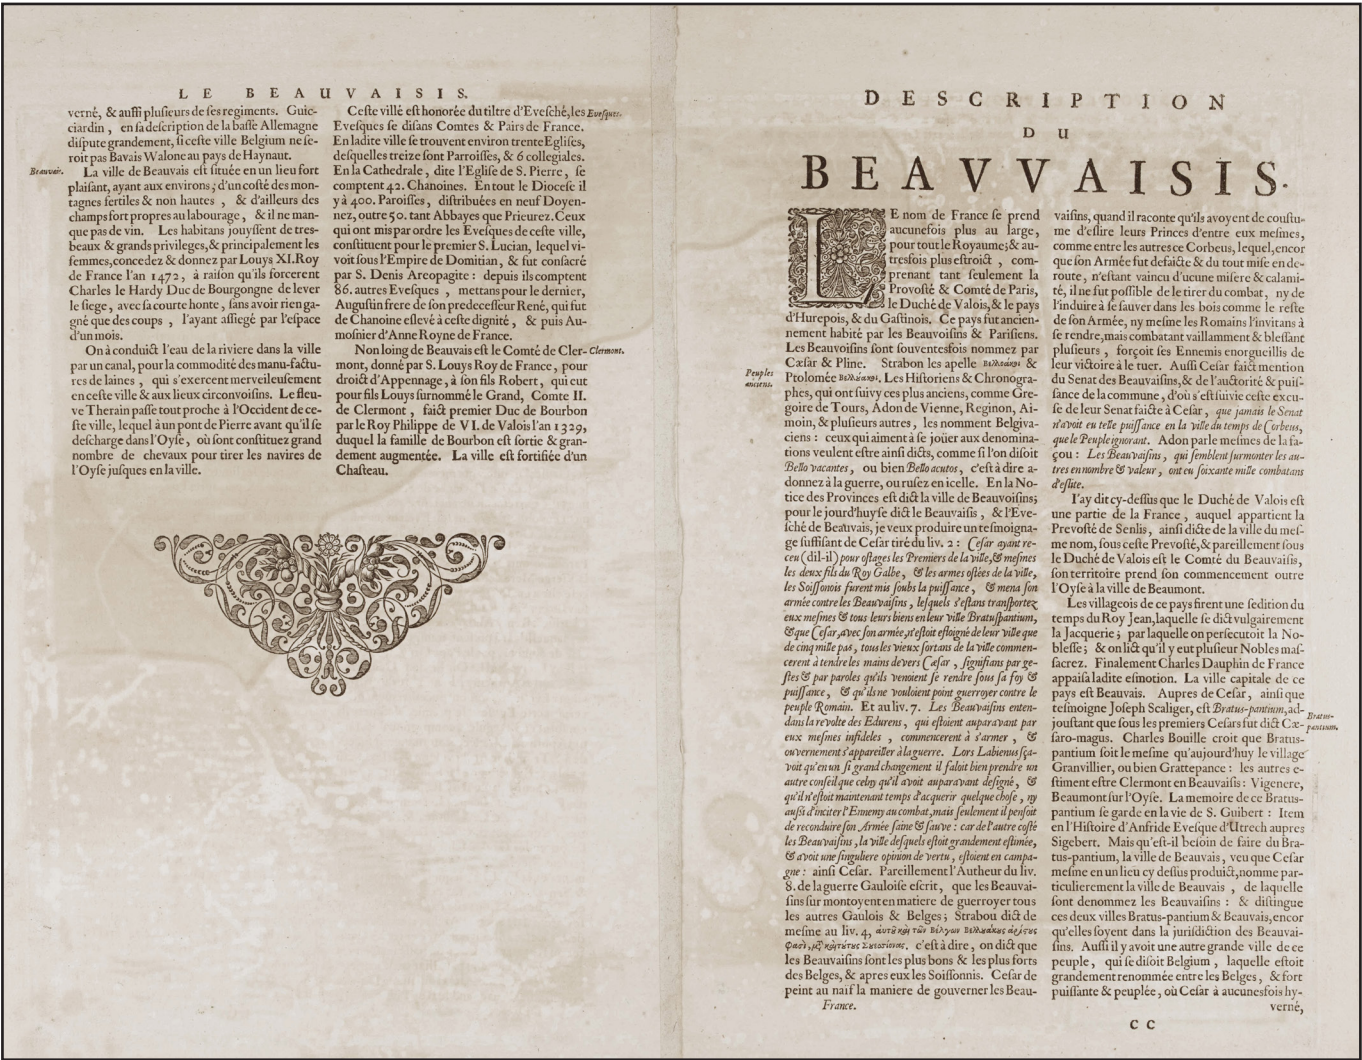 LE BEAUVAISIS.
verné, & auſſi pluſieurs de ſes regiments. Guic-
ciardin , en ſa deſcription de la baſſe Allemagne
diſpute grandement, ſi ceſte ville Belgium ne ſe-
roit pas Bavais Walone au pays de Haynaut.
Beauvais.
La ville de Beauvais eſt ſituée en un lieu fort
plaiſant, ayant aux environs ; d'un coſté des mon-
tagnes fertiles & non hautes , & d'ailleurs des
champs fort propres au labourage , & il ne man-
que pas de vin. Les habitans jouyſſent de tres-
beaux & grands privileges,& principalement les
femmes,concedez & donnez par Louys XI.Roy
de France l'an 1472, à raiſon qu'ils forcerent
Charles le Hardy Duc de Bourgongne de lever
le ſiege, avec ſa courte honte, ſans avoir rien ga-
gné que des coups , l'ayant aſſiegé par l'eſpace
d'un mois.
On à conduict l'eau de la riviere dans la ville
par un canal, pour la commodité des manu-factu-
res de laines , qui s'exercent merveileuſement
en ceſte ville & aux lieux circonvoiſins. Le fleu-
ve Therain paſſe tout proche à l'Occident de ce-
ſte ville, lequel à un pont de Pierre avant qu'il ſe
deſcharge dans l'Oyſe, où ſont conſtituez grand
nombre de chevaux pour tirer les navires de
l'Oyſe juſques en la ville.
Ceſte villé eſt honorée du tiltre d'Eveſché,les
Eveſques.
Eveſques ſe diſans Comtes & Pairs de France.
En ladite ville ſe trouvent environ trente Egliſes,
deſquelles treize ſont Parroiſſes, & 6 collegiales.
En la Cathedrale , dite l'Egliſe de S. Pierre , ſe
comptent 42. Chanoines. En tout le Dioceſe il
y à 400. Paroiſſes, diſtribuées en neuf Doyen-
nez, outre 50. tant Abbayes que Prieurez. Ceux
qui ont mis par ordre les Eveſques de ceſte ville,
conſtituent pour le premier S. Lucian, lequel vi-
voit ſous l'Empire de Domitian, & fut conſacré
par S. Denis Areopagite : depuis ils comptent
86. autres Eveſques , mettans pour le dernier,
Auguſtin frere de ſon predeceſſeur René, qui fut
de Chanoine eſlevé à ceſte dignité , & puis Au-
moſnier d'Anne Royne de France.
Non loing de Beauvais eſt le Comté de Cler-
Clermont.
mont, donné par S. Louys Roy de France, pour
droict d'Appennage, à ſon fils Robert, qui eut
pour fils Louys ſurnommé le Grand, Comte II.
de Clermont , faict premier Duc de Bourbon
par le Roy Philippe de VI. de Valois l'an 1329,
duquel la famille de Bourbon eſt ſortie & gran-
dement augmentée. La ville eſt fortifiée d'un
Chaſteau.
DESCRIPTION
DU
BEAVVAISIS.
LE nom de France ſe prend
aucunefois plus au large,
pour tout le Royaume;& au-
tresfois plus eſtroict , com-
prenant tant ſeulement la
Provoſté & Comté de Paris,
le Duché de Valois,& le pays
d'Hurepois, & du Gaſtinois. Ce pays fut ancien-
nement habité par les Beauvoiſins & Pariſiens.
Les Beauvoiſins ſont ſouventesfois nommez par
Cæſar & Pline. Strabon les apelle Βελλοάκοι &
Peuples
anciens.
Ptolomée Βελλυακοι. Les Hiſtoriens & Chronogra-
phes, qui ont ſuivy ces plus anciens, comme Gre-
goire de Tours, Adon de Vienne, Reginon, Ai-
moin, & pluſieurs autres, les nomment Belgiva-
ciens : ceux qui aiment à ſe joüer aux denomina-
tions veulent eſtre ainſi dicts, comme ſi l'on diſoit
Bello vacantes, ou bien Bello acutos, c'eſt à dire a-
donnez à la guerre, ou ruſez en icelle. En la No-
tice des Provinces eſt dict la ville de Beauvoiſins;
pour le jourd'huy ſe dict le Beauvaiſis , & l'Eve-
ſché de Beauvais, je veux produire un teſmoigna-
ge ſuffiſant de Ceſar tiré du liv. 2 : Ceſar ayant re-
ceu (dil-il) pour oſtages les Premiers de la ville,& meſmes
les deux fils du Roy Galbe, & les armes oſtées de la ville,
les Soiſſonois furent mis ſoubs la puiſſance , & mena ſon
armée contre les Beauvaiſins , leſquels s'eſtans tranſportez
eux meſmes & tous leurs biens en leur ville Bratuſpantium,
& que Ceſar,avec ſon armée,n'eſtoit eſloigné de leur ville que
de cinq mille pas, tous les vieux ſortans de la ville commen-
cerent à tendre les mains devers Cæſar , ſignifians par ge-
ſtes & par paroles qu'ils venoient ſe rendre ſous ſa foy &
puiſſance, & qu'ils ne vouloient point guerroyer contre le
peuple Romain. Et au liv. 7. Les Beauvaiſins enten-
dans la revolte des Edurens , qui eſtoient auparavant par
eux meſmes infideles , commencerent à s'armer , &
ouvernement s'appareiller à la guerre. Lors Labienus ſça-
voit qu'en un ſi grand changement il faloit bien prendre un
autre conſeil que celuy qu'il avoit auparavant deſigné , &
qu'il n'eſtoit maintenant temps d'acquerir quelque choſe , ny
auſſi d'inciter l'Ennemy au combat,mais ſeulement il penſoit
de reconduire ſon Armée ſaine & ſauve : car de l'autre coſté
les Beauvaiſins, la ville deſquels eſtoit grandement eſtimée,
& avoit une ſinguliere opinion de vertu , eſtoient en campa-
gne : ainſi Ceſar. Pareillement l'Autheur du liv.
8. de la guerre Gauloiſe eſcrit, que les Beauvai-
ſins ſur montoyent en matiere de guerroyer tous
les autres Gaulois & Belges ; Strabou dict de
meſme au liv. 4, c'eſt à dire , on dict que
les Beauvaiſins ſont les plus bons & les plus forts
des Belges, & apres eux les Soiſſonnis. Ceſar de-
peint au naif la maniere de gouverner les Beau-
France.
vaiſins, quand il raconte qu'ils avoyent de couſtu-
me d'eſlire leurs Princes d'entre eux meſmes,
comme entre les autres ce Corbeus, lequel, encor
que ſon Armée fut defaicte & du tout miſe en de-
route, n'eſtant vaincu d'ucune miſere & calami-
té, il ne fut poſſible de le tirer du combat, ny de
l'induire à ſe ſauver dans les bois comme le reſte
de ſon Armée, ny meſme les Romains l'invitans à
ſe rendre,mais combatant vaillamment & bleſſant
pluſieurs , forçoit ſes Ennemis enorgueillis de
leur victoire à le tuer. Auſſi Ceſar faict mention
du Senat des Beauvaiſins,& de l'auctorité & puiſ-
ſance de la commune, d'où s'eſt ſuivie ceſte excu-
ſe de leur Senat faicte à Ceſar, que jamais le Senat
n'avoit eu telle puiſſance en la ville du temps de Corbeus,
que le Peuple ignorant. Adon parle meſmes de la fa-
çou : Les Beauvaiſins, qui ſemblent ſurmonter les au-
tres en nombre & valeur , ont eu ſoixante mille combatans
d'eſlite.
I'ay dit cy-deſſus que le Duché de Valois eſt
une partie de la France , auquel appartient la
Prevoſté de Senlis, ainſi dicte de la ville du meſ-
me nom, ſous ceſte Prevoſté,& pareillement ſous
le Duché de Valois eſt le Comté du Beauvaiſis,
ſon territoire prend ſon commencement outre
l'Oyſe à la ville de Beaumont.
Les villageois de ce pays firent une ſedition du
temps du Roy Jean,laquelle ſe dict vulgairement
la Jacquerie ; par laquelle on perſecutoit la No-
bleſſe ; & on lict qu'il y eut pluſieur Nobles maſ-
ſacrez. Finalement Charles Dauphin de France
appaiſa ladite eſmotion. La ville capitale de ce
pays eſt Beauvais. Aupres de Ceſar , ainſi que
teſmoigne Joſeph Scaliger, eſt Bratus-pantium,ad-
Bratus-
pantium.
jouſtant que ſous les premiers Ceſars fut dict Cæ-
ſaro-magus. Charles Bouille croit que Bratus-
pantium ſoit le meſme qu'aujourd'huy le village
Granvillier, ou bien Grattepance : les autres e-
ſtiment eſtre Clermont en Beauvaiſis : Vigenere,
Beaumont ſur l'Oyſe. La memoire de ce Bratus-
pantium ſe garde en la vie de S. Guibert : Item
en l'Hiſtoire d'Anſride Eveſque d'Utrech aupres
Sigebert. Mais qu'eſt-il beſoin de faire du Bra-
tus-pantium, la ville de Beauvais , veu que Ceſar
meſme en un lieu cy deſſus produict,nomme par-
ticulierement la ville de Beauvais , de laquelle
ſont denommez les Beauvaiſins : & diſtingue
ces deux villes Bratus-pantium & Beauvais,encor
qu'elles ſoyent dans la juriſdiction des Beauvai-
ſins. Auſſi il y avoit une autre grande ville de ce
peuple , qui ſe diſoit Belgium , laquelle eſtoit
grandement renommée entre les Belges , & fort
puiſſante & peuplée , où Ceſar à aucunesfois hy-
verné,
CC